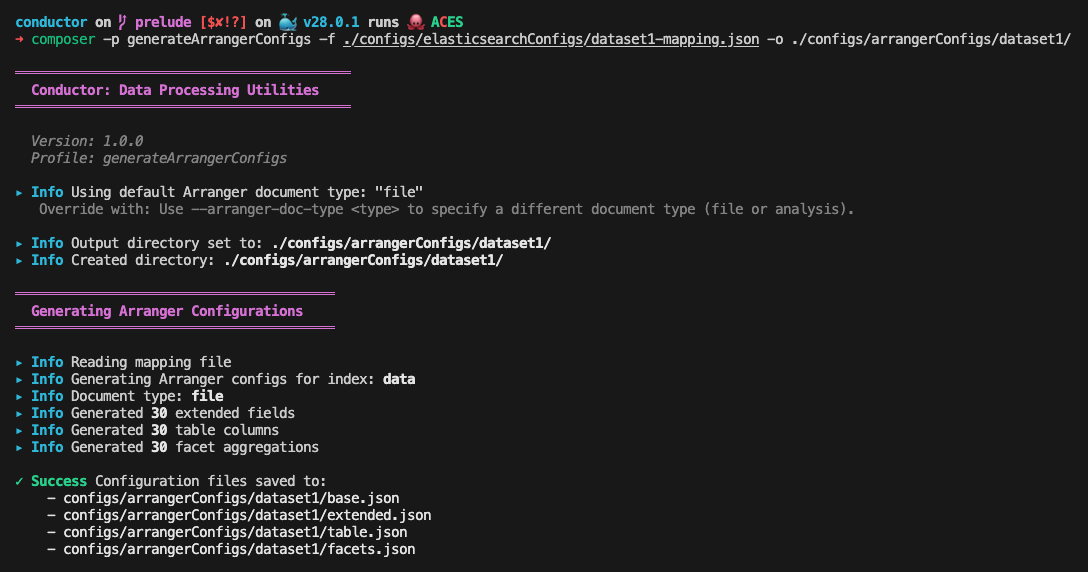 conductor on prelude [$✘!?] on 🐳 v28.0.1 runs 🐙 ACES
➜ composer -p generateArrangerConfigs -f ./configs/elasticsearchConfigs/dataset1-mapping.json -o ./configs/arrangerConfigs/dataset1/
Conductor: Data Processing Utilities
Version: 1.0.0
Profile: generateArrangerConfigs
▸ Info Using default Arranger document type: "file"
Override with: Use --arranger-doc-type <type> to specify a different document type (file or analysis).
▸ Info Output directory set to: ./configs/arrangerConfigs/dataset1/
▸ Info Created directory: ./configs/arrangerConfigs/dataset1/
Generating Arranger Configurations
▸ Info Reading mapping file
▸ Info Generating Arranger configs for index: data
▸ Info Document type: file
▸ Info Generated 30 extended fields
▸ Info Generated 30 table columns
▸ Info Generated 30 facet aggregations
✓ Success Configuration files saved to:
- configs/arrangerConfigs/dataset1/base.json
- configs/arrangerConfigs/dataset1/extended.json
- configs/arrangerConfigs/dataset1/table.json
- configs/arrangerConfigs/dataset1/facets.json